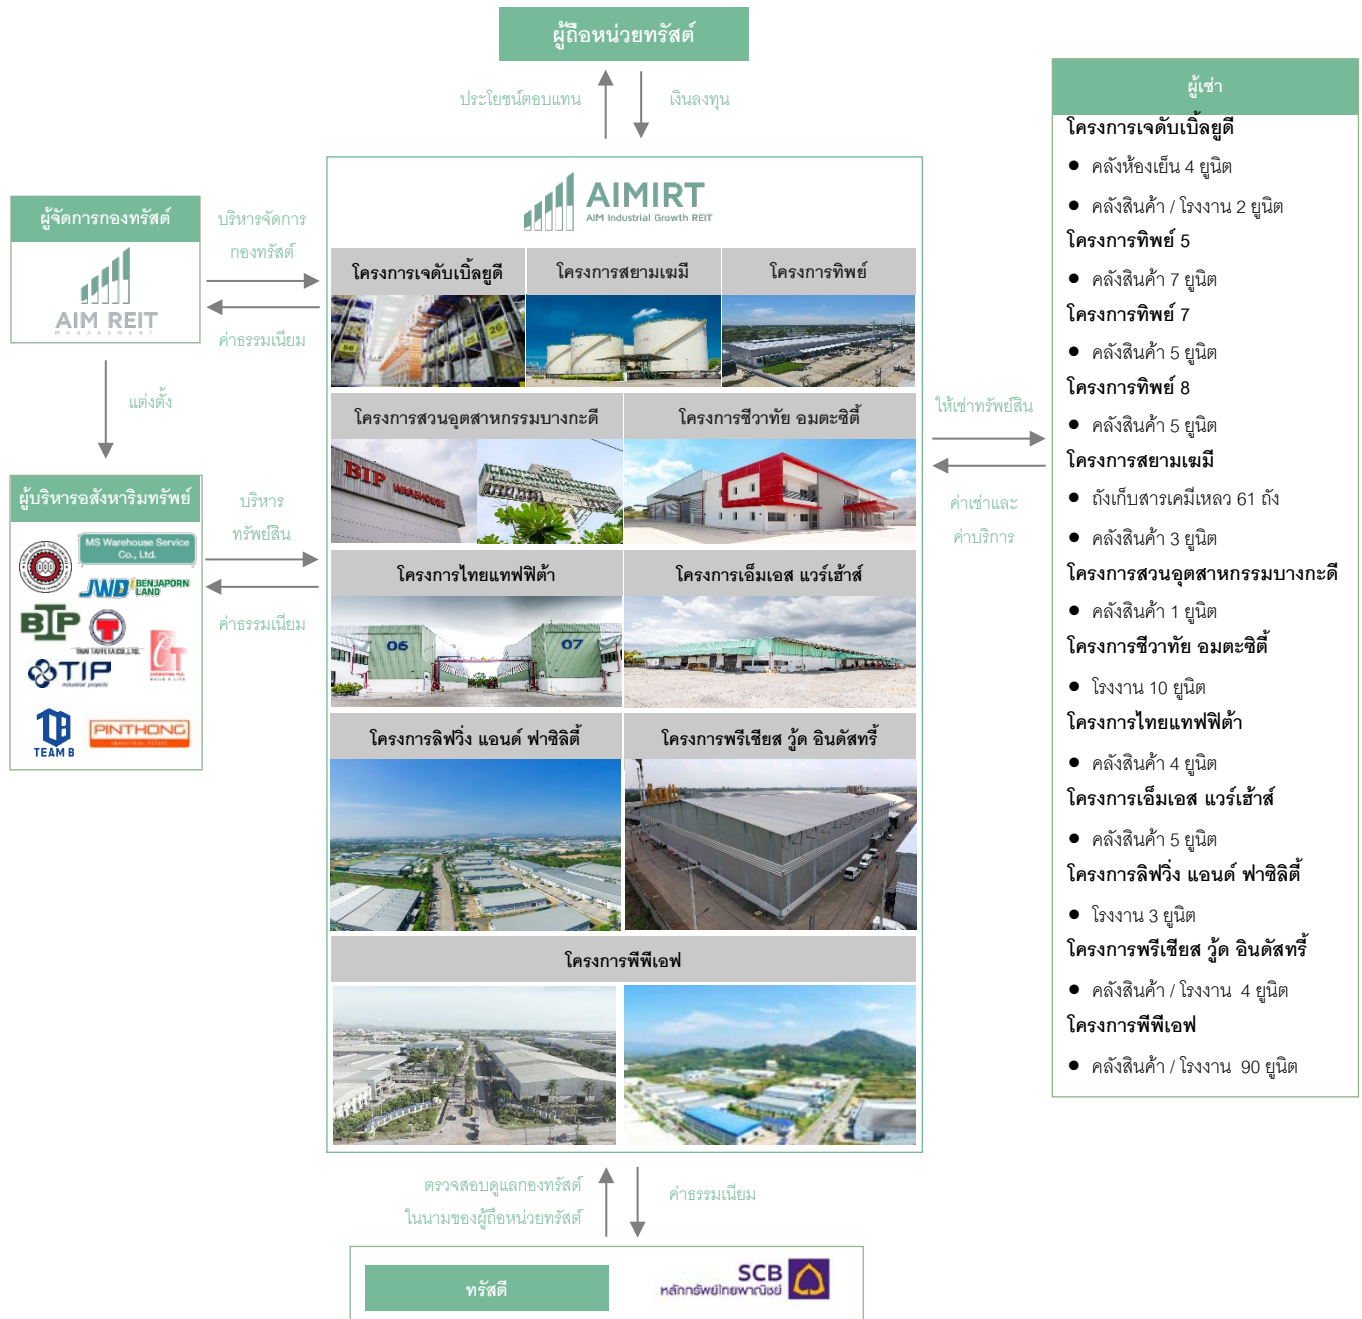 ผู้ถือหน่วยทรัสต์
ประโยชน์ตอบแทน
เงินลงทุน
ผู้จัดการกองทรัสต์
AIM REIT
MANAGEMENT
บริหารจัดการ
กองทรัสต์
ค่าธรรมเนียม
แต่งตั้ง
ผู้บริหารอสังหาริมทรัพย์
MS Warehouse Service
Co., Ltd.
JWD
BENJAPORN
LAND
BIP
THAI TAFFETA CO.,LTD.
TIP
industrial projects
CT
BUILD A LIFE
TB
TEAM B
PINTHONG
บริหาร
ทรัพย์สิน
ค่าธรรมเนียม
AIMIRT
AIM Industrial Growth REIT
โครงการเจดับเบิ้ลยูดี
โครงการสยามเฆมี
โครงการทิพย์
โครงการสวนอุตสาหกรรมบางกะดี
โครงการชีวาทัย อมตะซิตี้
BIP WAREHOUSE
โครงการไทยแทฟฟิต้า
โครงการเอ็มเอส แวร์เฮ้าส์
06
07
โครงการลิฟวิ่ง แอนด์ ฟาซิลิตี้
โครงการพรีเชียส วู้ด อินดัสทรี้
โครงการพีพีเอฟ
ให้เช่าทรัพย์สิน
ค่าเช่าและ
ค่าบริการ
ผู้เช่า
โครงการเจดับเบิ้ลยูดี
● คลังห้องเย็น 4 ยูนิต
● คลังสินค้า / โรงงาน 2 ยูนิต
โครงการทิพย์ 5
● คลังสินค้า 7 ยูนิต
โครงการทิพย์ 7
● คลังสินค้า 5 ยูนิต
โครงการทิพย์ 8
● คลังสินค้า 5 ยูนิต
โครงการสยามเฆมี
● ถังเก็บสารเคมีเหลว 61 ถัง
● คลังสินค้า 3 ยูนิต
โครงการสวนอุตสาหกรรมบางกะดี
● คลังสินค้า 1 ยูนิต
โครงการชีวาทัย อมตะซิตี้
● โรงงาน 10 ยูนิต
โครงการไทยแทฟฟิต้า
● คลังสินค้า 4 ยูนิต
โครงการเอ็มเอส แวร์เฮ้าส์
● คลังสินค้า 5 ยูนิต
โครงการลิฟวิ่ง แอนด์ ฟาซิลิตี้
● โรงงาน 3 ยูนิต
โครงการพรีเชียส วู้ด อินดัสทรี้
● คลังสินค้า / โรงงาน 4 ยูนิต
โครงการพีพีเอฟ
● คลังสินค้า / โรงงาน 90 ยูนิต
ตรวจสอบดูแลกองทรัสต์
ในนามของผู้ถือหน่วยทรัสต์
ค่าธรรมเนียม
ทรัสตี
SCB
หลักทรัพย์ไทยพาณิชย์